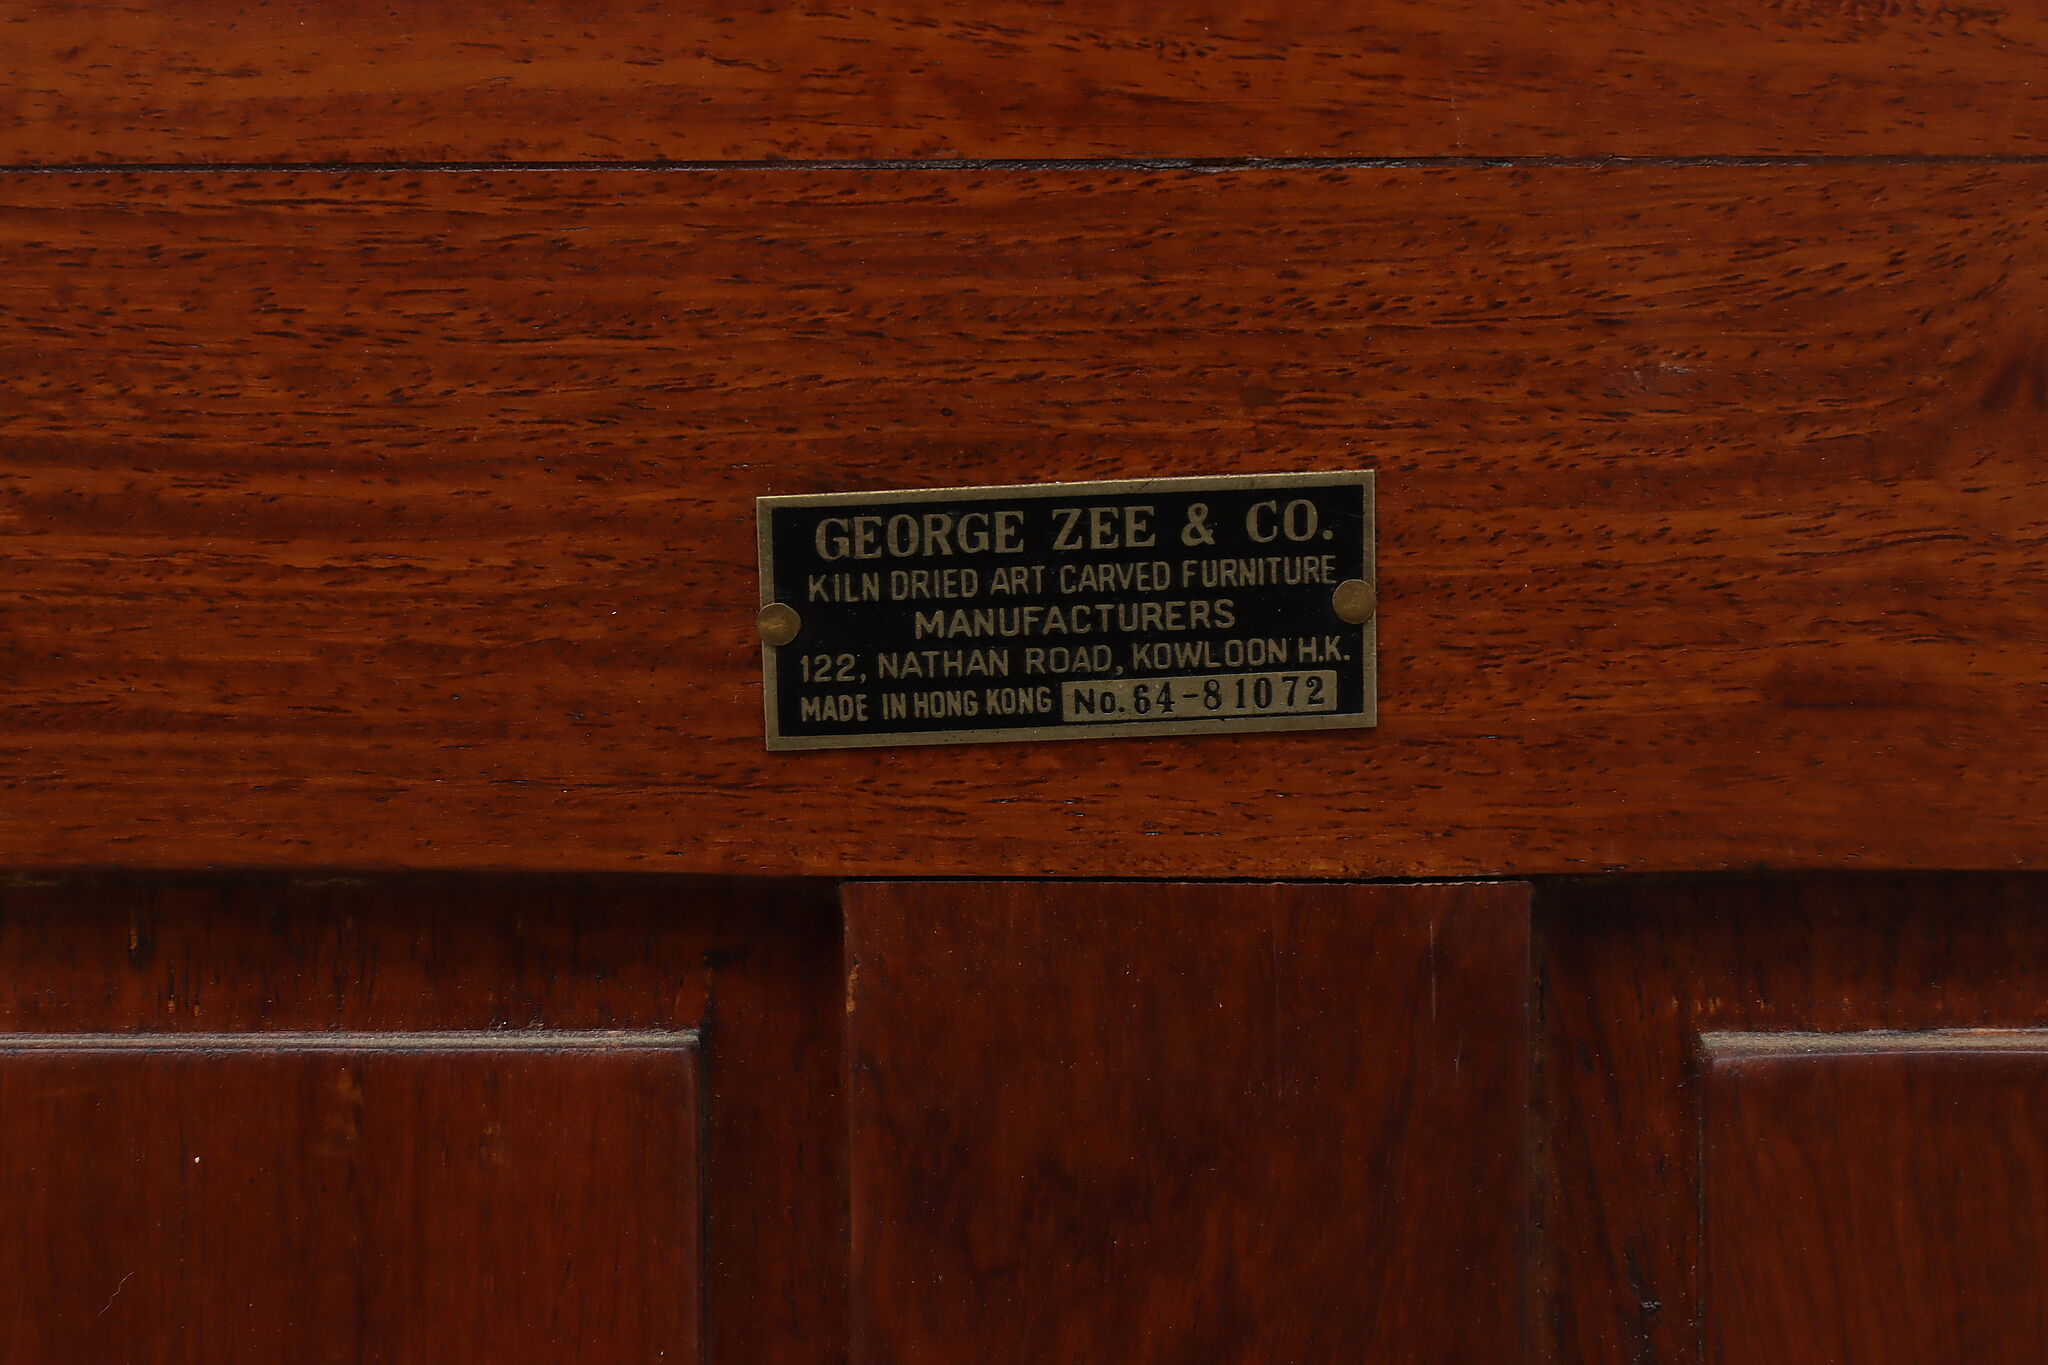 GEORGE ZEE & CO.
KILN DRIED ART CARVED FURNITURE
MANUFACTURERS
122, NATHAN ROAD, KOWLOON H.K.
MADE IN HONG KONG No. 64-81072